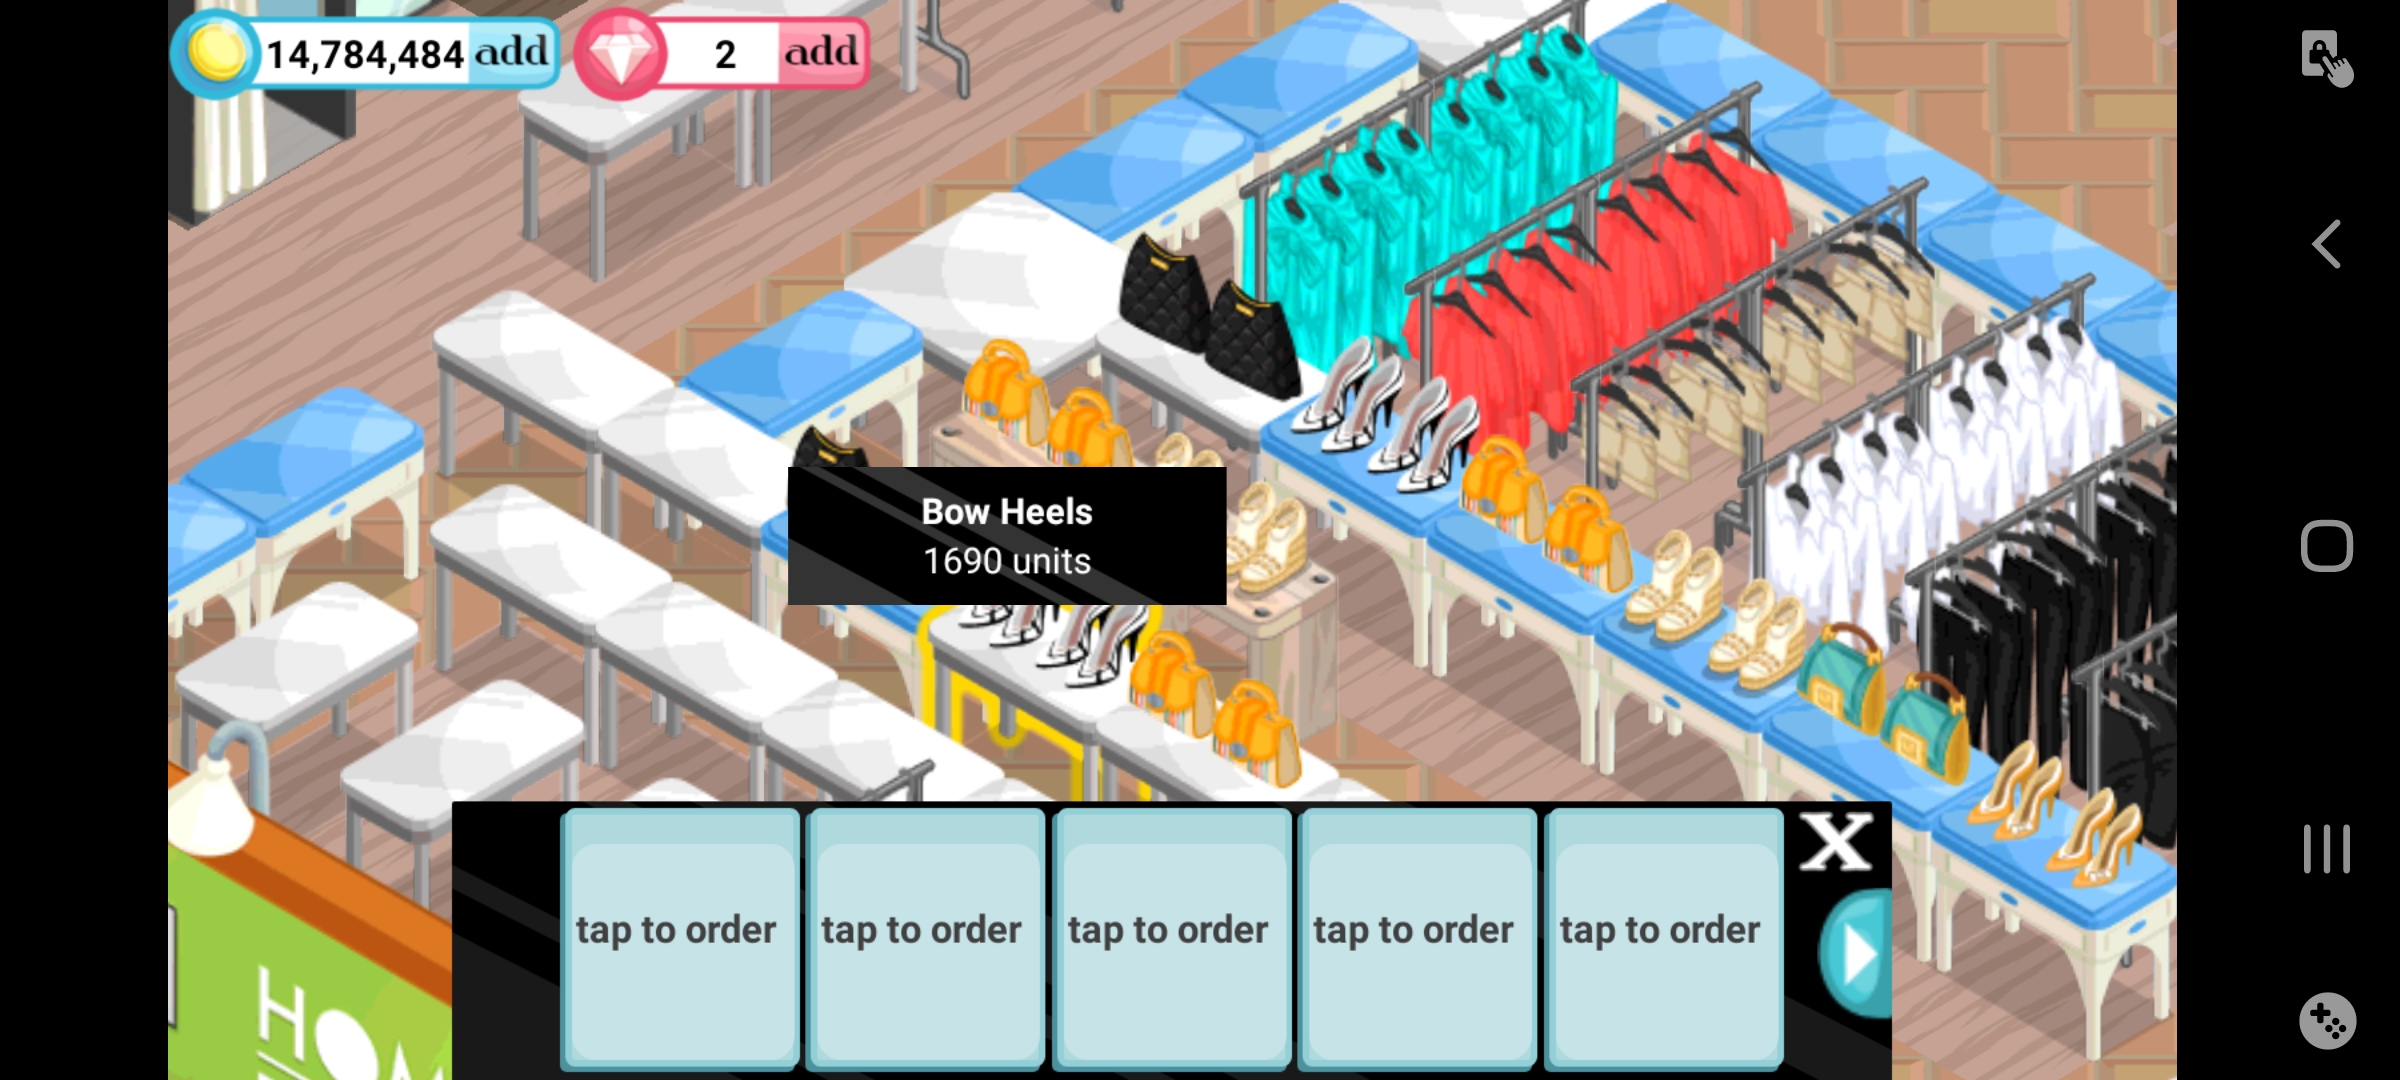 14,784,484 add
2 add
Bow Heels
1690 units
X
tap to order
tap to order
tap to order
tap to order
tap to order